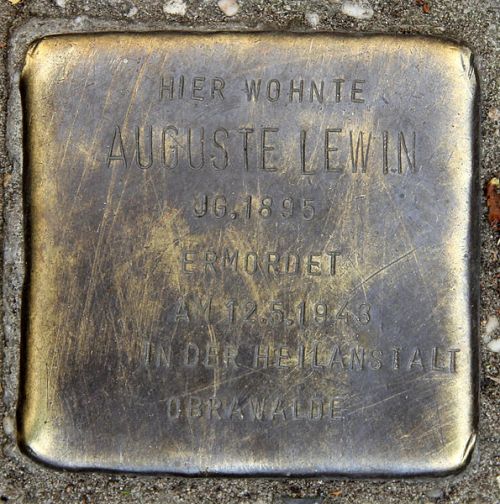 HIER WOHNTE
AUGUSTE LEWIN
JG. 1895
ERMORDET
AM 12.5.1943
IN DER HEILANSTALT
OBRAWALDE